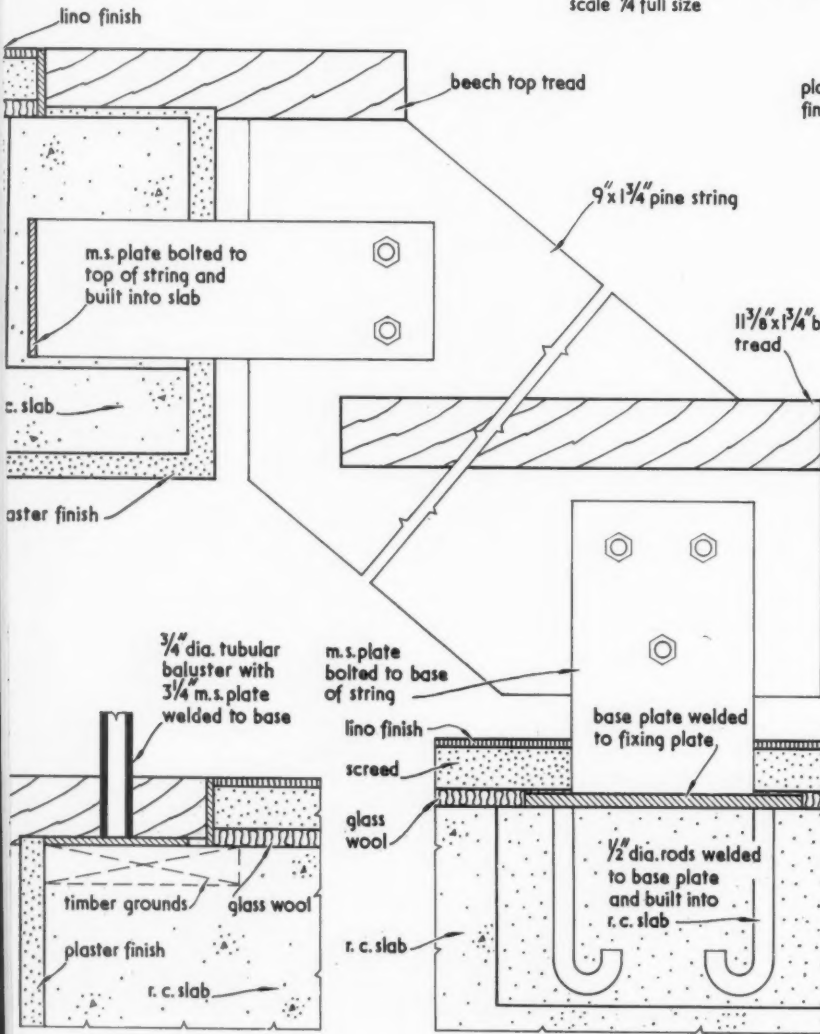 scale ¼ full size
lino finish
beech top tread
pla
fin
9"x 1¾" pine string
m.s. plate bolted to
top of string and
built into slab
11⅜"x 1¾" b
tread
c. slab
aster finish
¾" dia. tubular
baluster with
3¼" m.s. plate
welded to base
m.s. plate
bolted to base
of string
lino finish
base plate welded
to fixing plate
screed
glass
wool
½" dia. rods welded
to base plate
and built into
r.c. slab
timber grounds
glass wool
r. c. slab
plaster finish
r. c. slab